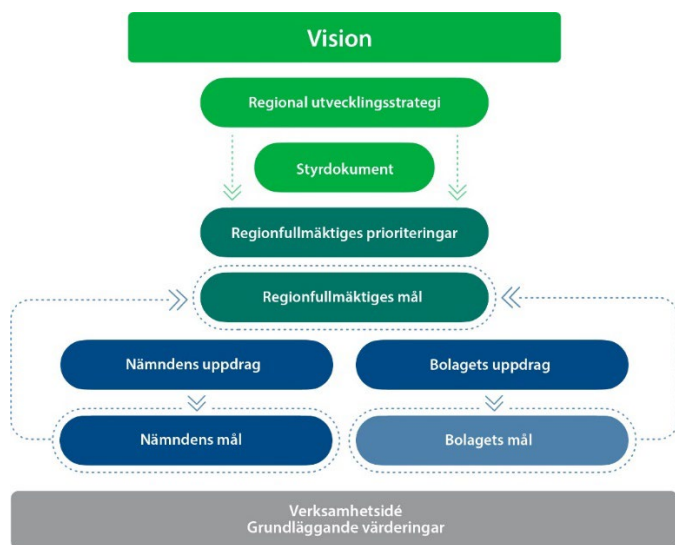 Vision
Regional utvecklingsstrategi
Styrdokument
Regionfullmäktiges prioriteringar
Regionfullmäktiges mål
Nämndens uppdrag
Bolagets uppdrag
Nämndens mål
Bolagets mål
Verksamhetsidé
Grundläggande värderingar